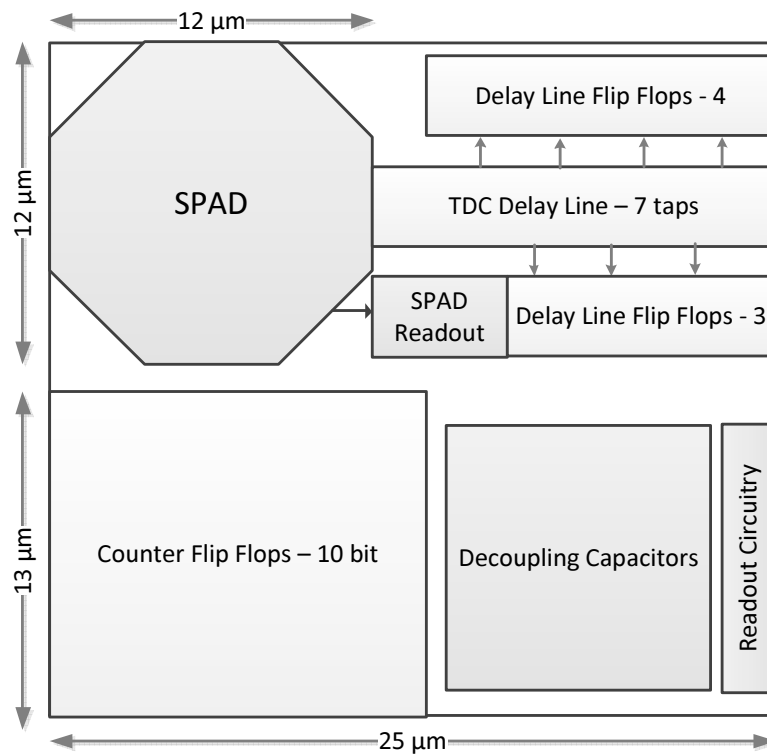 12 µm
Delay Line Flip Flops - 4
12 µm
SPAD
TDC Delay Line – 7 taps
SPAD
Readout
Delay Line Flip Flops - 3
13 µm
Counter Flip Flops – 10 bit
Decoupling Capacitors
Readout Circuitry
25 µm